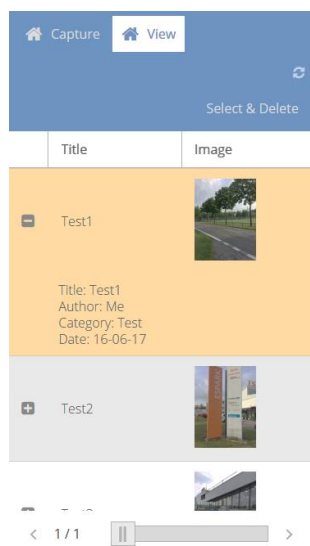 Capture View
Select & Delete
Title Image
Test1
Title: Test1
Author: Me
Category: Test
Date: 16-06-17
Test2
1 / 1